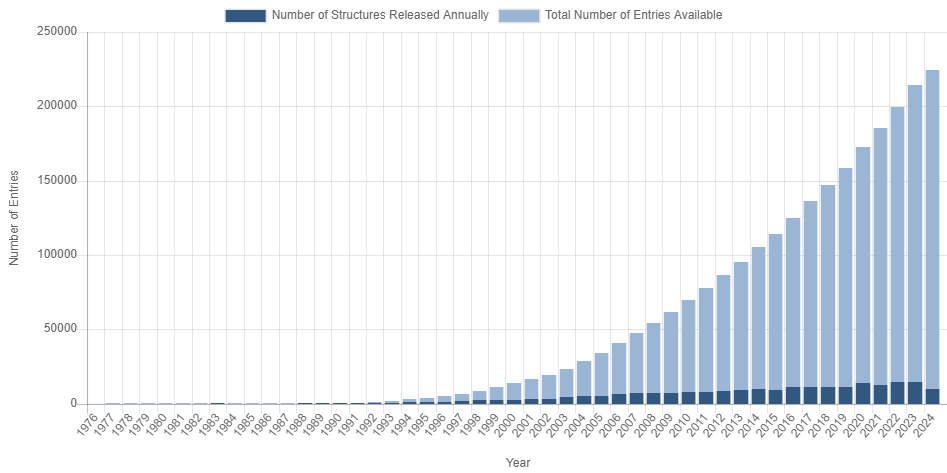 Number of Structures Released Annually Total Number of Entries Available
250000
200000
150000
100000
50000
0
Number of Entries
1976 1977 1978 1979 1980 1981 1982 1983 1984 1985 1986 1987 1988 1989 1990 1991 1992 1993 1994 1995 1996 1997 1998 1999 2000 2001 2002 2003 2004 2005 2006 2007 2008 2009 2010 2011 2012 2013 2014 2015 2016 2017 2018 2019 2020 2021 2022 2023 2024
Year